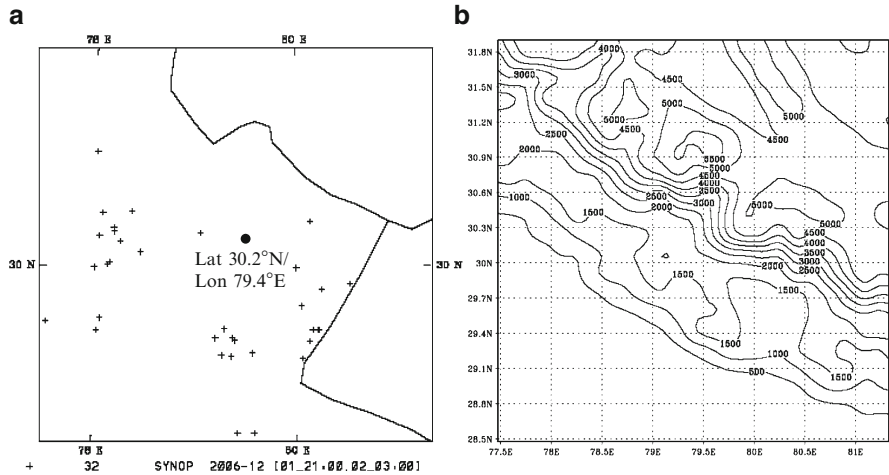 a
78 E 80 E
30 N 30 N
Lat 30.2°N/
Lon 79.4°E
78 E 80 E
+ 32 SYNOP 2006-12 [01_21:00,02_03:00]
b
31.8N
31.5N
31.2N
30.9N
30.6N
30.3N
30N
29.7N
29.4N
29.1N
28.8N
28.5N
4000
3000
4500
5000
5000
2500
5000
4500
4500
2000
5500
5000
4500
4000
3500
3000
2500
2000
1000
1500
5000
5000
4500
4000
3500
3000
2500
2000
1500
1500
1500
1000
500
1500
77.5E 78E 78.5E 79E 79.5E 80E 80.5E 81E